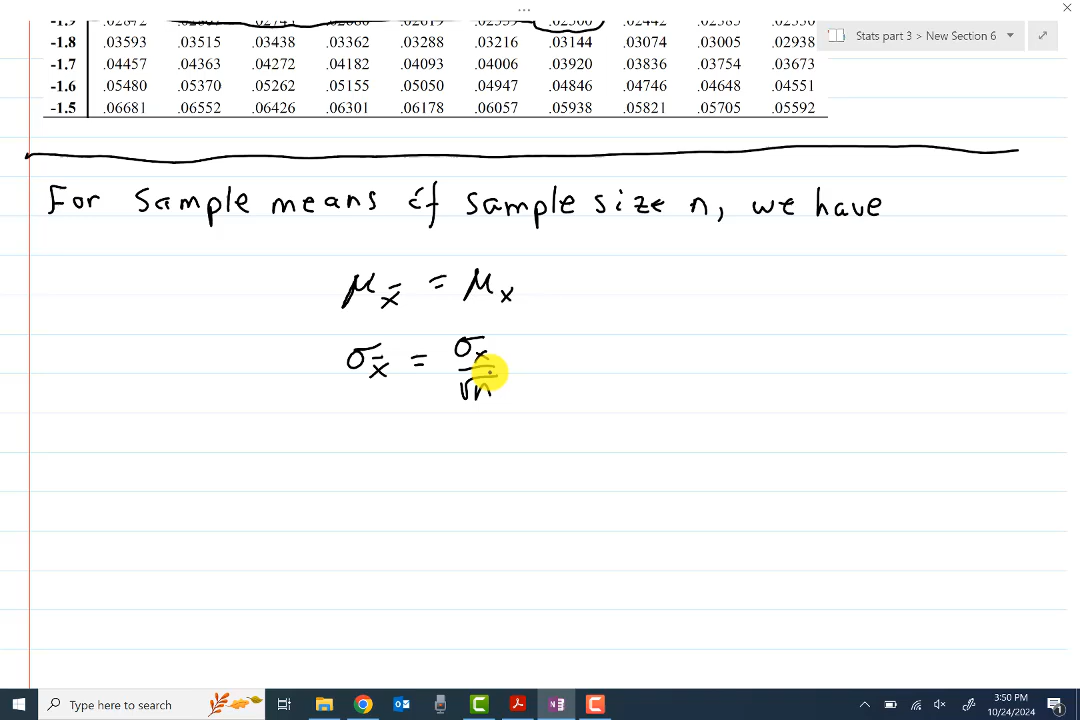 Stats part 3 > New Section 6
-1.8 .03593 .03515 .03438 .03362 .03288 .03216 .03144 .03074 .03005 .02938
-1.7 .04457 .04363 .04272 .04182 .04093 .04006 .03920 .03836 .03754 .03673
-1.6 .05480 .05370 .05262 .05155 .05050 .04947 .04846 .04746 .04648 .04551
-1.5 .06681 .06552 .06426 .06301 .06178 .06057 .05938 .05821 .05705 .05592
For sample means if sample size n, we have
μx̄ = μx
σx̄ = σx/√n
Type here to search
3:50 PM
10/24/2024